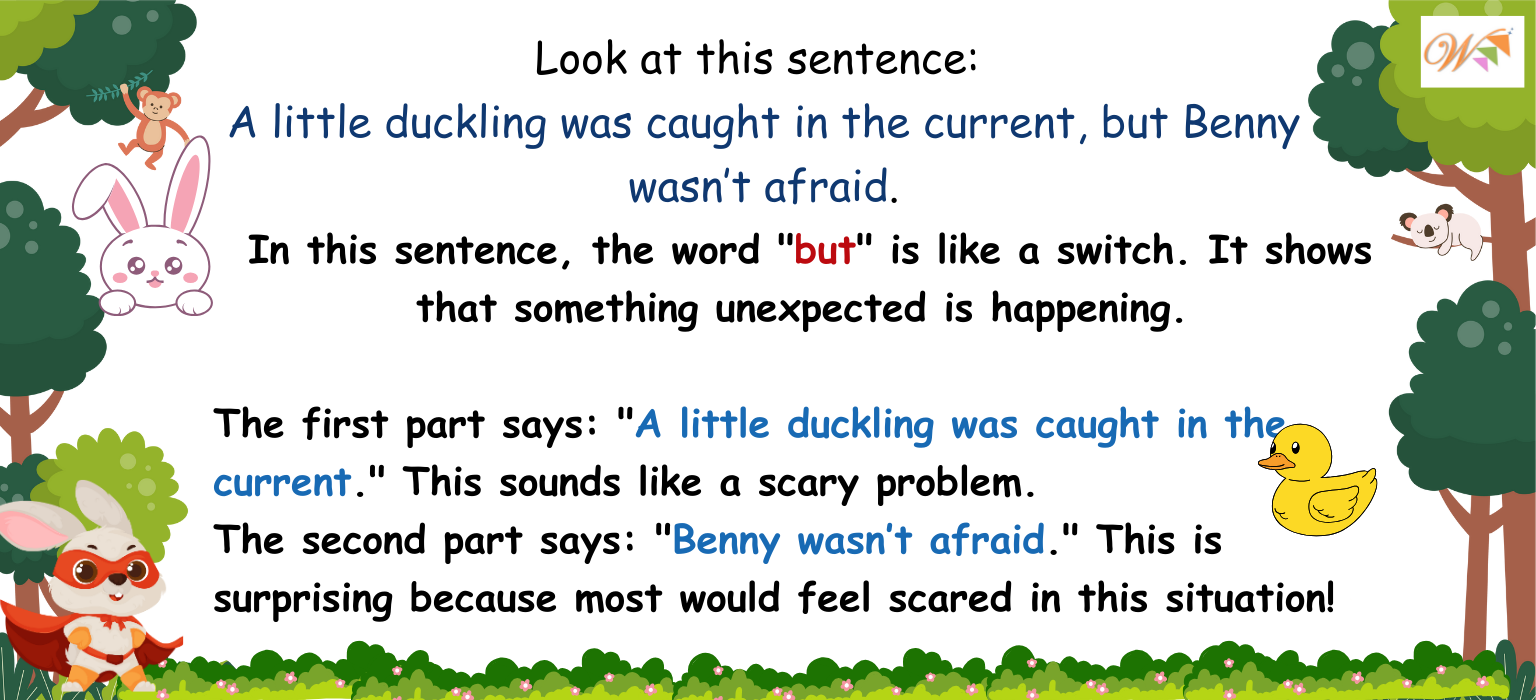 Look at this sentence:
A little duckling was caught in the current, but Benny
wasn't afraid.
In this sentence, the word "but" is like a switch. It shows
that something unexpected is happening.
The first part says: "A little duckling was caught in the
current." This sounds like a scary problem.
The second part says: "Benny wasn't afraid." This is
surprising because most would feel scared in this situation!
W